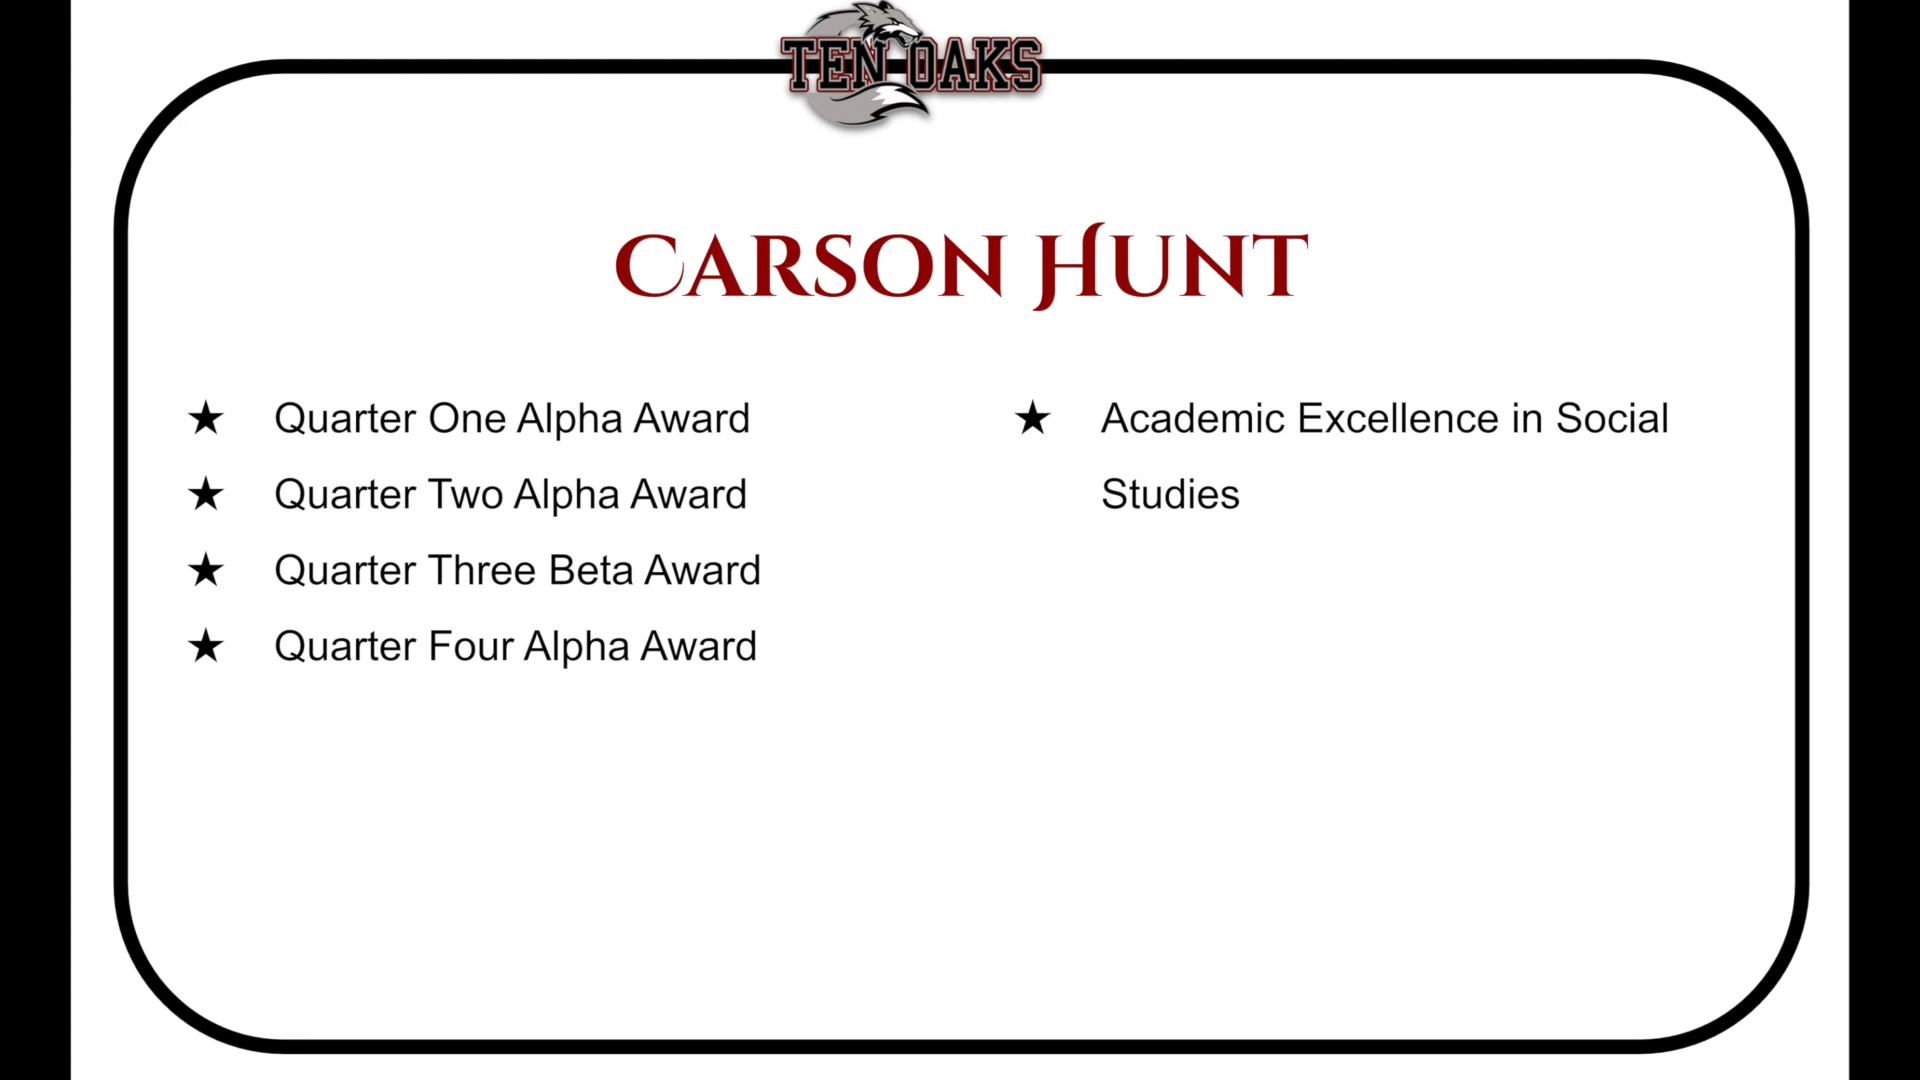 TEN OAKS
CARSON HUNT
★ Quarter One Alpha Award
★ Quarter Two Alpha Award
★ Quarter Three Beta Award
★ Quarter Four Alpha Award
★ Academic Excellence in Social
Studies